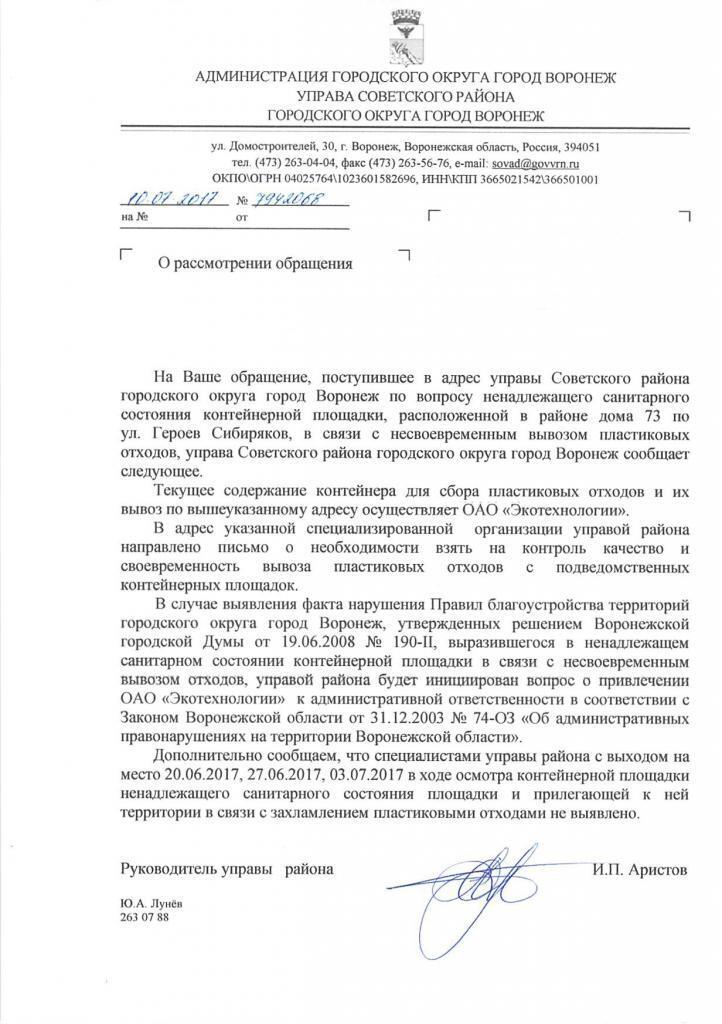 АДМИНИСТРАЦИЯ ГОРОДСКОГО ОКРУГА ГОРОД ВОРОНЕЖ
УПРАВА СОВЕТСКОГО РАЙОНА
ГОРОДСКОГО ОКРУГА ГОРОД ВОРОНЕЖ
ул. Домостроителей, 30, г. Воронеж, Воронежская область, Россия, 394051
тел. (473) 263-04-04, факс (473) 263-56-76, e-mail: sovad@govvrn.ru
ОКПО\ОГРН 04025764\1023601582696, ИНН\КПП 3665021542\366501001
10.07.2017 № 7942068
на № от
О рассмотрении обращения
На Ваше обращение, поступившее в адрес управы Советского района
городского округа город Воронеж по вопросу ненадлежащего санитарного
состояния контейнерной площадки, расположенной в районе дома 73 по
ул. Героев Сибиряков, в связи с несвоевременным вывозом пластиковых
отходов, управа Советского района городского округа город Воронеж сообщает
следующее.
Текущее содержание контейнера для сбора пластиковых отходов и их
вывоз по вышеуказанному адресу осуществляет ОАО «Экотехнологии».
В адрес указанной специализированной организации управой района
направлено письмо о необходимости взять на контроль качество и
своевременность вывоза пластиковых отходов с подведомственных
контейнерных площадок.
В случае выявления факта нарушения Правил благоустройства территорий
городского округа город Воронеж, утвержденных решением Воронежской
городской Думы от 19.06.2008 № 190-II, выразившегося в ненадлежащем
санитарном состоянии контейнерной площадки в связи с несвоевременным
вывозом отходов, управой района будет инициирован вопрос о привлечении
ОАО «Экотехнологии» к административной ответственности в соответствии с
Законом Воронежской области от 31.12.2003 № 74-ОЗ «Об административных
правонарушениях на территории Воронежской области».
Дополнительно сообщаем, что специалистами управы района с выходом на
место 20.06.2017, 27.06.2017, 03.07.2017 в ходе осмотра контейнерной площадки
ненадлежащего санитарного состояния площадки и прилегающей к ней
территории в связи с захламлением пластиковыми отходами не выявлено.
Руководитель управы района И.П. Аристов
Ю.А. Лунёв
263 07 88